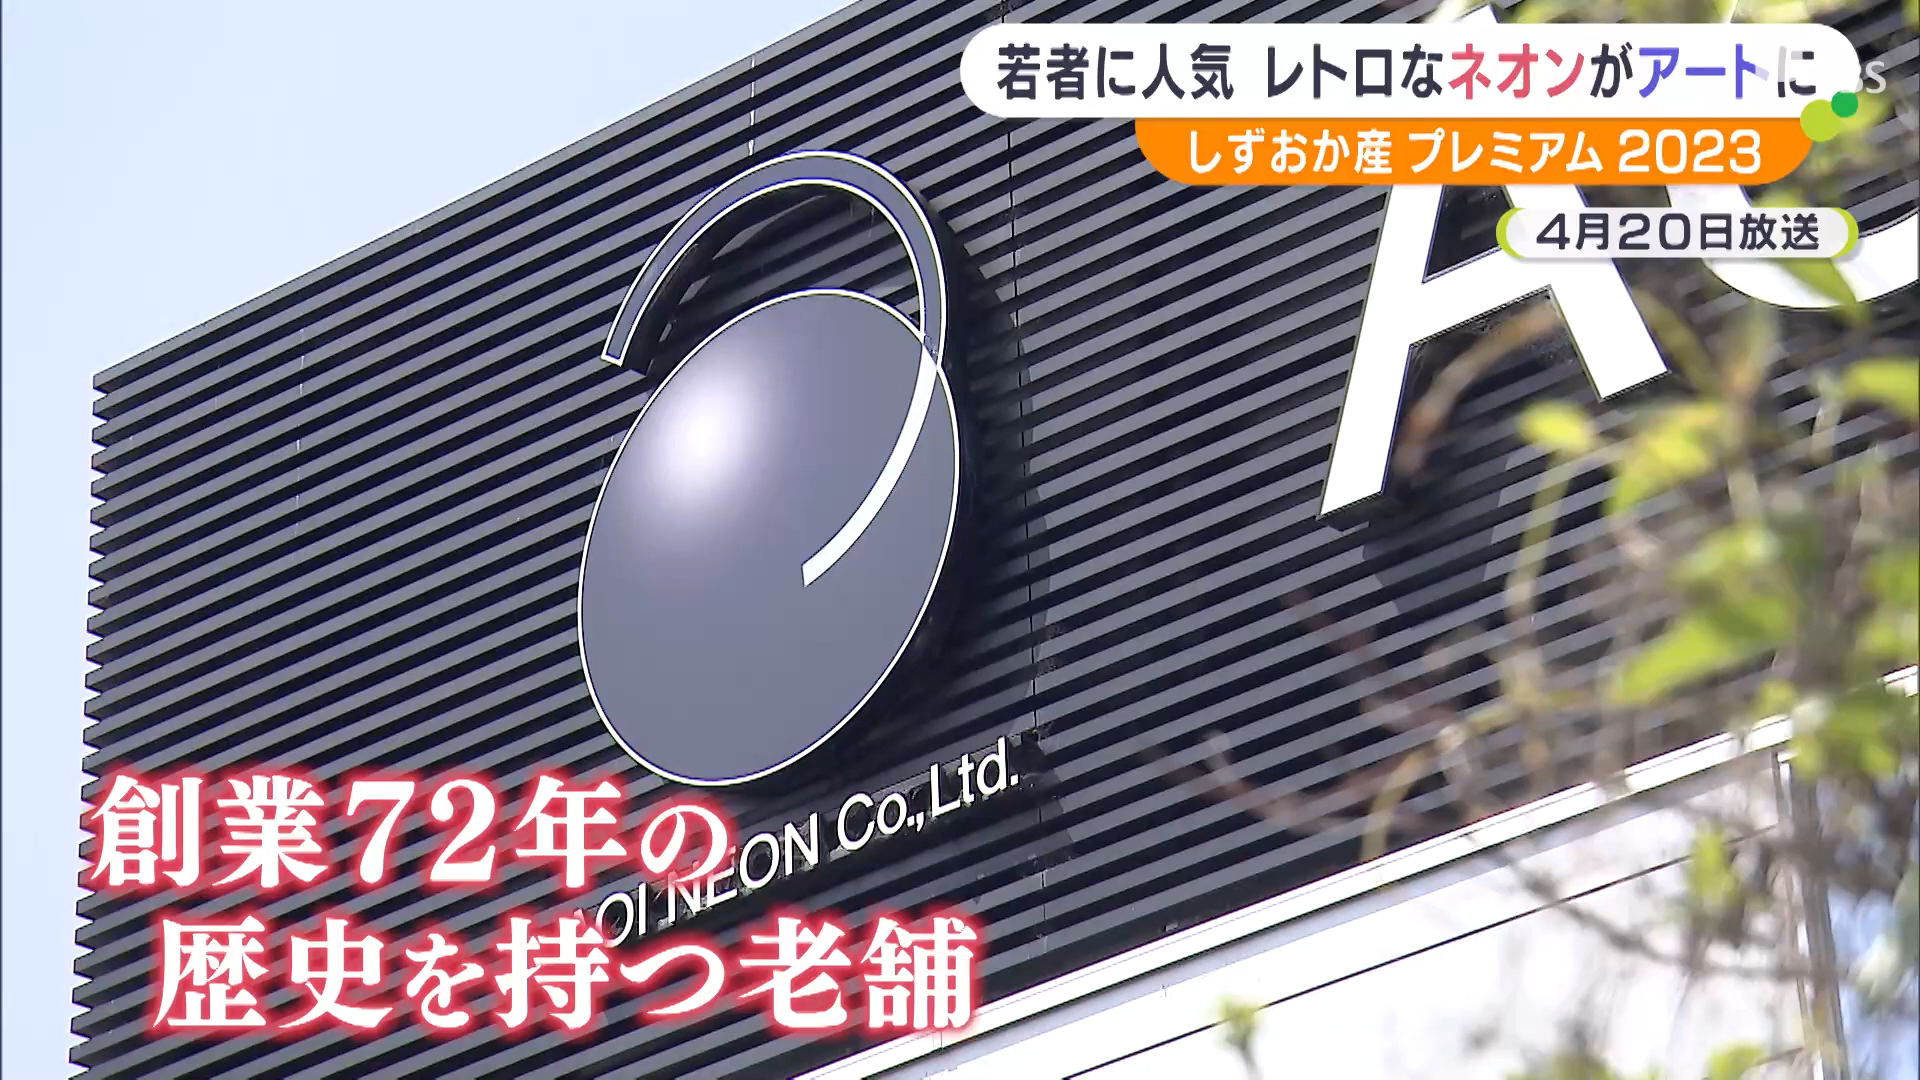 若者に人気 レトロなネオンがアートに
しずおか産 プレミアム 2023
4月20日放送
AOI NEON Co.,Ltd.
創業72年の
歴史を持つ老舗